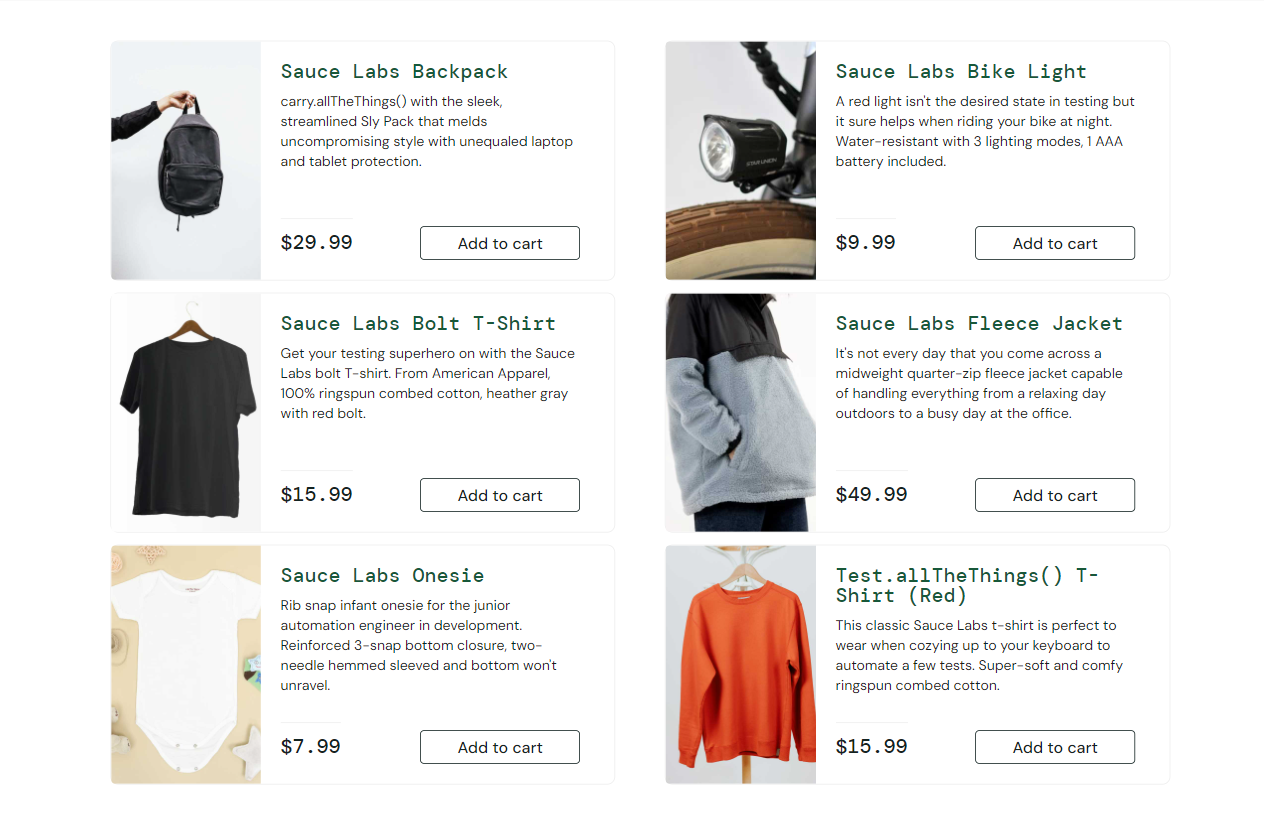 Sauce Labs Backpack
carry.allTheThings() with the sleek,
streamlined Sly Pack that melds
uncompromising style with unequaled laptop
and tablet protection.
$29.99
Add to cart
Sauce Labs Bike Light
A red light isn't the desired state in testing but
it sure helps when riding your bike at night.
Water-resistant with 3 lighting modes, 1 AAA
battery included.
STAR UNION
$9.99
Add to cart
Sauce Labs Bolt T-Shirt
Get your testing superhero on with the Sauce
Labs bolt T-shirt. From American Apparel,
100% ringspun combed cotton, heather gray
with red bolt.
$15.99
Add to cart
Sauce Labs Fleece Jacket
It's not every day that you come across a
midweight quarter-zip fleece jacket capable
of handling everything from a relaxing day
outdoors to a busy day at the office.
$49.99
Add to cart
Sauce Labs Onesie
Rib snap infant onesie for the junior
automation engineer in development.
Reinforced 3-snap bottom closure, two-
needle hemmed sleeved and bottom won't
unravel.
$7.99
Add to cart
Test.allTheThings() T-
Shirt (Red)
This classic Sauce Labs t-shirt is perfect to
wear when cozying up to your keyboard to
automate a few tests. Super-soft and comfy
ringspun combed cotton.
$15.99
Add to cart